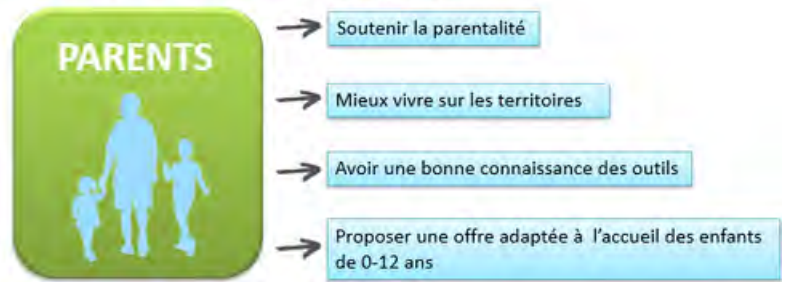 PARENTS
Soutenir la parentalité
Mieux vivre sur les territoires
Avoir une bonne connaissance des outils
Proposer une offre adaptée à l'accueil des enfants
de 0-12 ans